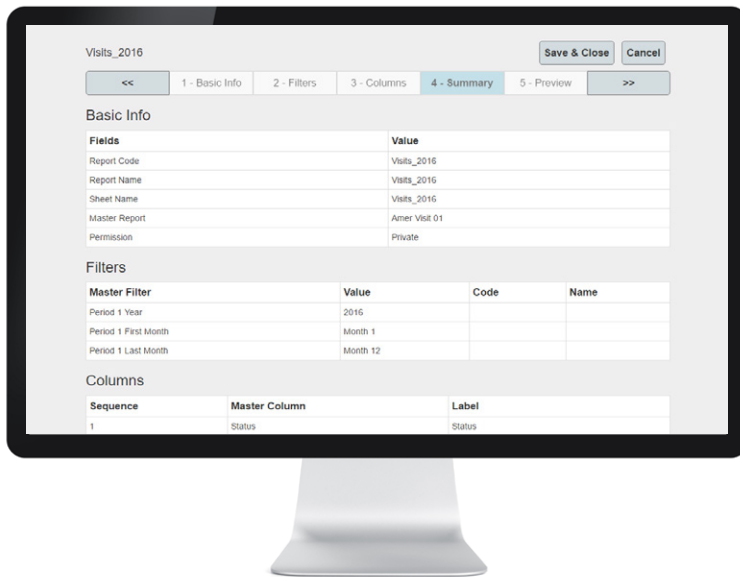 Visits_2016 Save & Close Cancel
<< 1 - Basic Info 2 - Filters 3 - Columns 4 - Summary 5 - Preview >>
Basic Info
Fields Value
Report Code Visits_2016
Report Name Visits_2016
Sheet Name Visits_2016
Master Report Amer Visit 01
Permission Private
Filters
Master Filter Value Code Name
Period 1 Year 2016
Period 1 First Month Month 1
Period 1 Last Month Month 12
Columns
Sequence Master Column Label
1 Status Status